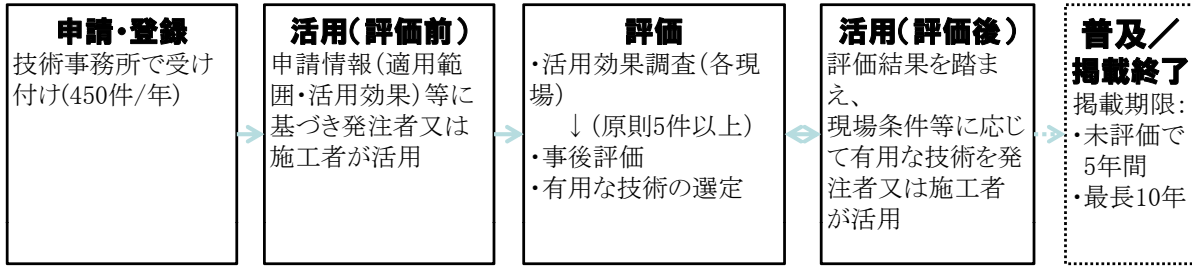 申請・登録
技術事務所で受け
付け(450件/年)
活用(評価前)
申請情報(適用範
囲・活用効果)等に
基づき発注者又は
施工者が活用
評価
・活用効果調査(各現
場)
↓(原則5件以上)
・事後評価
・有用な技術の選定
活用(評価後)
評価結果を踏ま
え、
現場条件等に応じ
て有用な技術を発
注者又は施工者
が活用
普及／
掲載終了
掲載期限:
・未評価で
5年間
・最長10年